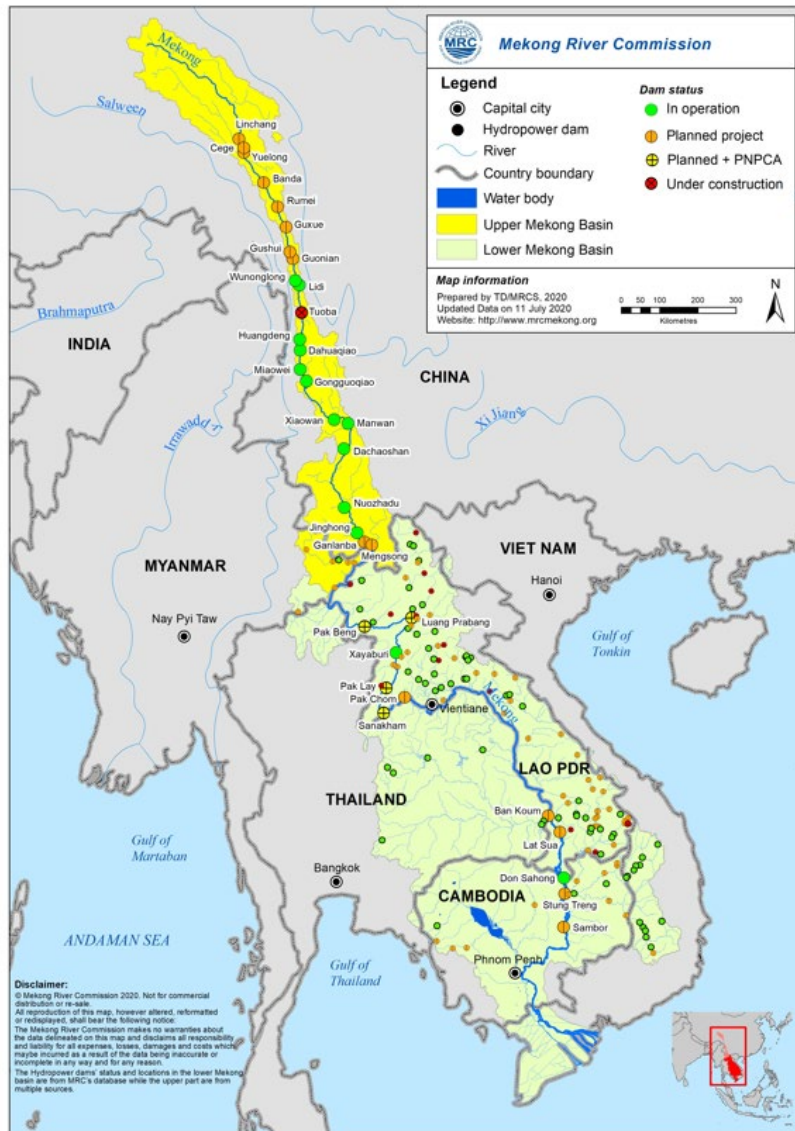 MRC
Mekong River Commission
Legend
Capital city
Hydropower dam
River
Country boundary
Water body
Upper Mekong Basin
Lower Mekong Basin
Dam status
In operation
Planned project
Planned + PNPCA
Under construction
Map information
Prepared by TD/MRCS, 2020
Updated Data on 11 July 2020
Website: http://www.mrcmekong.org
0 50 100 200 300
Kilometres
N
Mekong
Salween
Linchang
Cege
Yuelong
Banda
Rumei
Guxue
Gushui
Guonian
Wunonglong
Lidi
Brahmaputra
Tuoba
INDIA
Huangdeng
Dahuaqiao
Miaowei
Gongguoqiao
CHINA
Xiaowan
Manwan
Xi Jiang
Dachaoshan
Nuozhadu
Jinghong
Ganlanba
Mengsong
MYANMAR
VIET NAM
Hanoi
Nay Pyi Taw
Luang Prabang
Pak Beng
Gulf of
Tonkin
Xayaburi
Pak Lay
Pak Chom
Mekong
Vientiane
Sanakham
LAO PDR
THAILAND
Ban Koum
Gulf of
Martaban
Lat Sua
Bangkok
Don Sahong
CAMBODIA
Stung Treng
Sambor
ANDAMAN SEA
Phnom Penh
Gulf of
Thailand
Disclaimer:
© Mekong River Commission 2020. Not for commercial
distribution or re-sale.
All reproduction of this map, however altered, reformatted
or redisplayed, shall bear the following notice:
The Mekong River Commission makes no warranties about
the data delineated on this map and disclaims all responsibility
and liability for all expenses, losses, damages and costs which
maybe incurred as a result of the data being inaccurate or
incomplete in any way and for any reason.
The Hydropower dams' status and locations in the lower Mekong
basin are from MRC's database while the upper part are from
multiple sources.